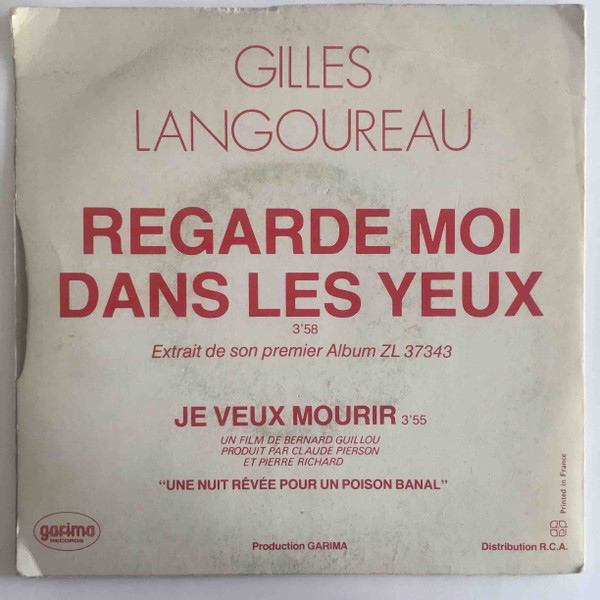 GILLES
LANGOUREAU
REGARDE MOI
DANS LES YEUX
3'58
Extrait de son premier Album ZL 37343
JE VEUX MOURIR 3'55
UN FILM DE BERNARD GUILLOU
PRODUIT PAR CLAUDE PIERSON
ET PIERRE RICHARD
"UNE NUIT RÊVÉE POUR UN POISON BANAL"
garima
RECORDS
Production GARIMA
Distribution R.C.A.
Printed in France